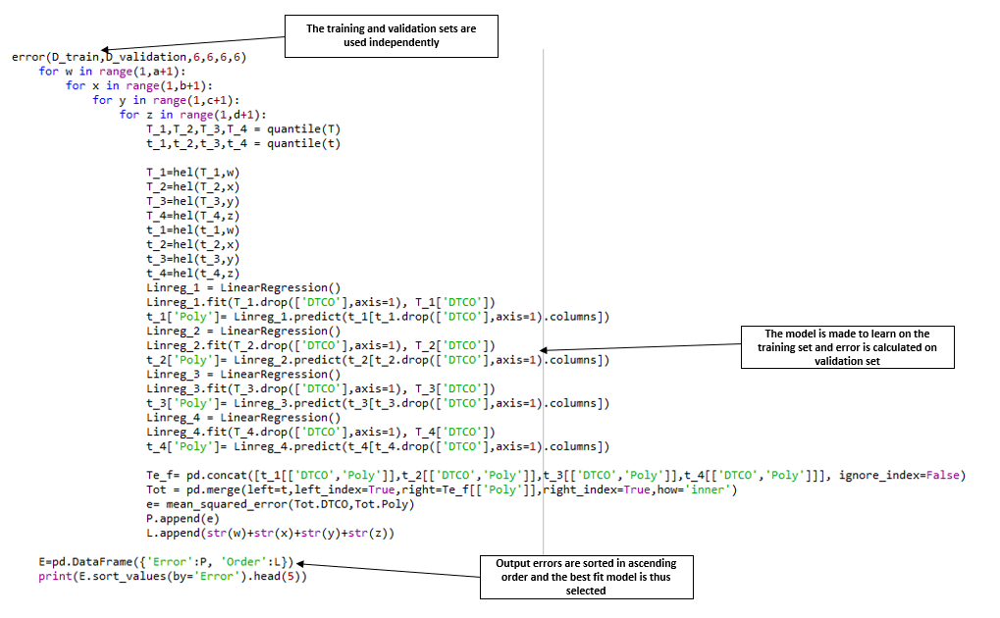 The training and validation sets are
used independently
error(D_train,D_validation,6,6,6,6)
for w in range(1,a+1):
for x in range(1,b+1):
for y in range(1,c+1):
for z in range(1,d+1):
T_1,T_2,T_3,T_4 = quantile(T)
t_1,t_2,t_3,t_4 = quantile(t)
T_1=hel(T_1,w)
T_2=hel(T_2,x)
T_3=hel(T_3,y)
T_4=hel(T_4,z)
t_1=hel(t_1,w)
t_2=hel(t_2,x)
t_3=hel(t_3,y)
t_4=hel(t_4,z)
Linreg_1 = LinearRegression()
Linreg_1.fit(T_1.drop(['DTCO'],axis=1), T_1['DTCO'])
t_1['Poly']= Linreg_1.predict(t_1[t_1.drop(['DTCO'],axis=1).columns])
Linreg_2 = LinearRegression()
Linreg_2.fit(T_2.drop(['DTCO'],axis=1), T_2['DTCO'])
t_2['Poly']= Linreg_2.predict(t_2[t_2.drop(['DTCO'],axis=1).columns])
Linreg_3 = LinearRegression()
Linreg_3.fit(T_3.drop(['DTCO'],axis=1), T_3['DTCO'])
t_3['Poly']= Linreg_3.predict(t_3[t_3.drop(['DTCO'],axis=1).columns])
Linreg_4 = LinearRegression()
Linreg_4.fit(T_4.drop(['DTCO'],axis=1), T_4['DTCO'])
t_4['Poly']= Linreg_4.predict(t_4[t_4.drop(['DTCO'],axis=1).columns])
The model is made to learn on the
training set and error is calculated on
validation set
Te_f= pd.concat([t_1[['DTCO','Poly']],t_2[['DTCO','Poly']],t_3[['DTCO','Poly']],t_4[['DTCO','Poly']]], ignore_index=False)
Tot = pd.merge(left=t,left_index=True,right=Te_f[['Poly']],right_index=True,how='inner')
e= mean_squared_error(Tot.DTCO,Tot.Poly)
P.append(e)
L.append(str(w)+str(x)+str(y)+str(z))
E=pd.DataFrame({'Error':P, 'Order':L})
print(E.sort_values(by='Error').head(5))
Output errors are sorted in ascending
order and the best fit model is thus
selected